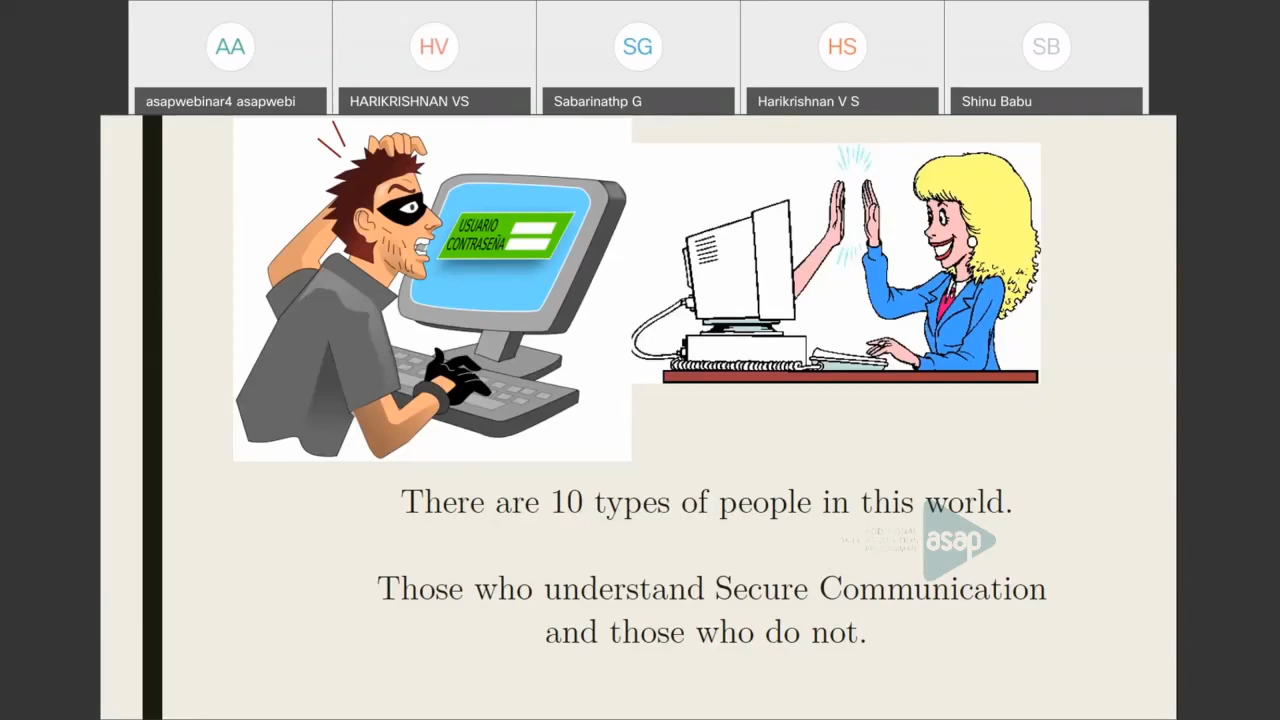 AA
HV
SG
HS
SB
asapwebinar4 asapwebi
HARIKRISHNAN VS
Sabarinathp G
Harikrishnan V S
Shinu Babu
USUARIO
CONTRASEÑA
There are 10 types of people in this world.
asap
Those who understand Secure Communication
and those who do not.